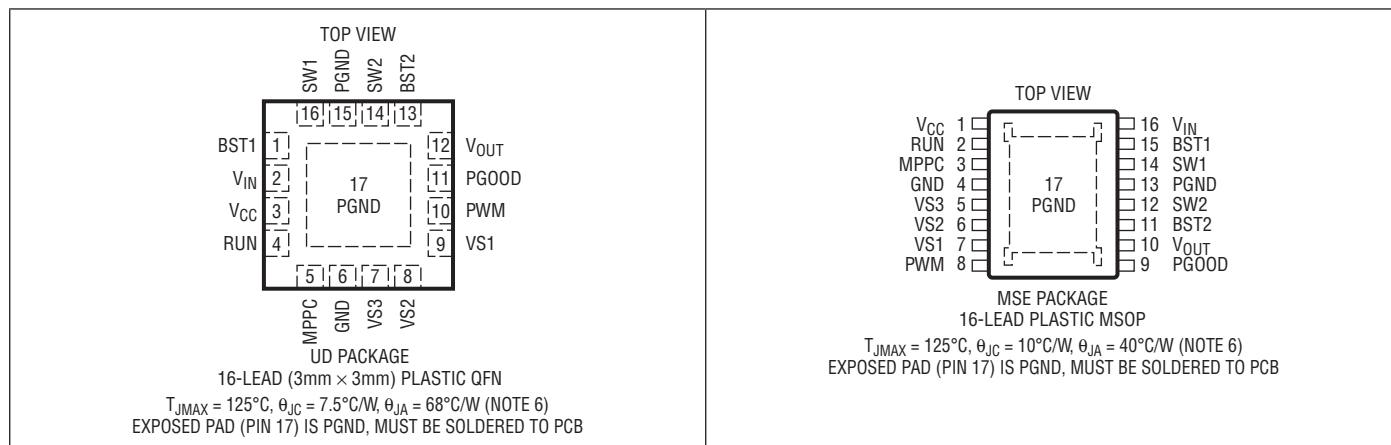 TOP VIEW
SW1
PGND
SW2
BST2
16 15 14 13
BST1 1 12 VOUT
VIN 2 11 PGOOD
17
PGND
VCC 3 10 PWM
RUN 4 9 VS1
5 6 7 8
MPPC
GND
VS3
VS2
UD PACKAGE
16-LEAD (3mm × 3mm) PLASTIC QFN
TJMAX = 125°C, θJC = 7.5°C/W, θJA = 68°C/W (NOTE 6)
EXPOSED PAD (PIN 17) IS PGND, MUST BE SOLDERED TO PCB
TOP VIEW
VCC 1 16 VIN
RUN 2 15 BST1
MPPC 3 14 SW1
GND 4 13 PGND
17
PGND
VS3 5 12 SW2
VS2 6 11 BST2
VS1 7 10 VOUT
PWM 8 9 PGOOD
MSE PACKAGE
16-LEAD PLASTIC MSOP
TJMAX = 125°C, θJC = 10°C/W, θJA = 40°C/W (NOTE 6)
EXPOSED PAD (PIN 17) IS PGND, MUST BE SOLDERED TO PCB